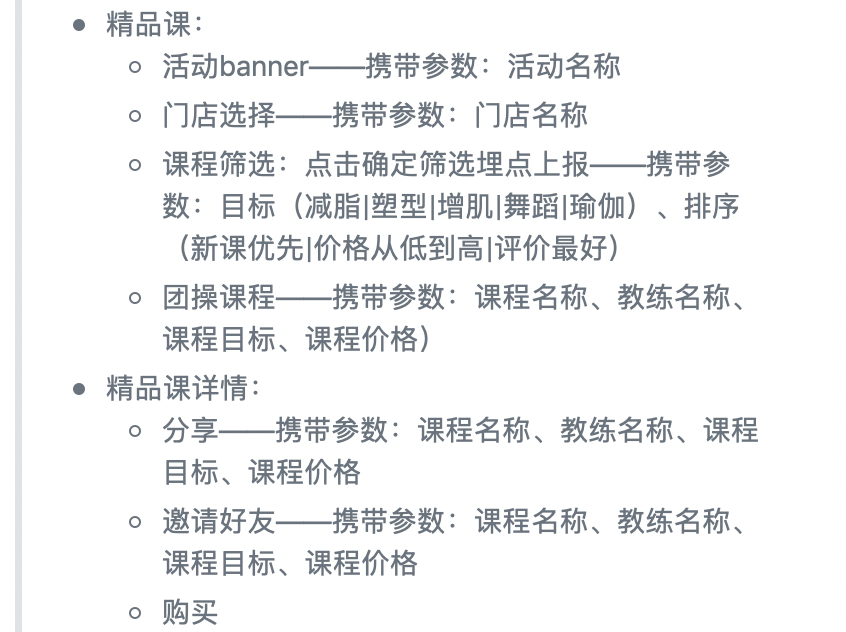 精品课：
活动banner——携带参数：活动名称
门店选择——携带参数：门店名称
课程筛选：点击确定筛选埋点上报——携带参
数：目标（减脂|塑型|增肌|舞蹈|瑜伽）、排序
（新课优先|价格从低到高|评价最好）
团操课程——携带参数：课程名称、教练名称、
课程目标、课程价格）
精品课详情：
分享——携带参数：课程名称、教练名称、课程
目标、课程价格
邀请好友——携带参数：课程名称、教练名称、
课程目标、课程价格
购买